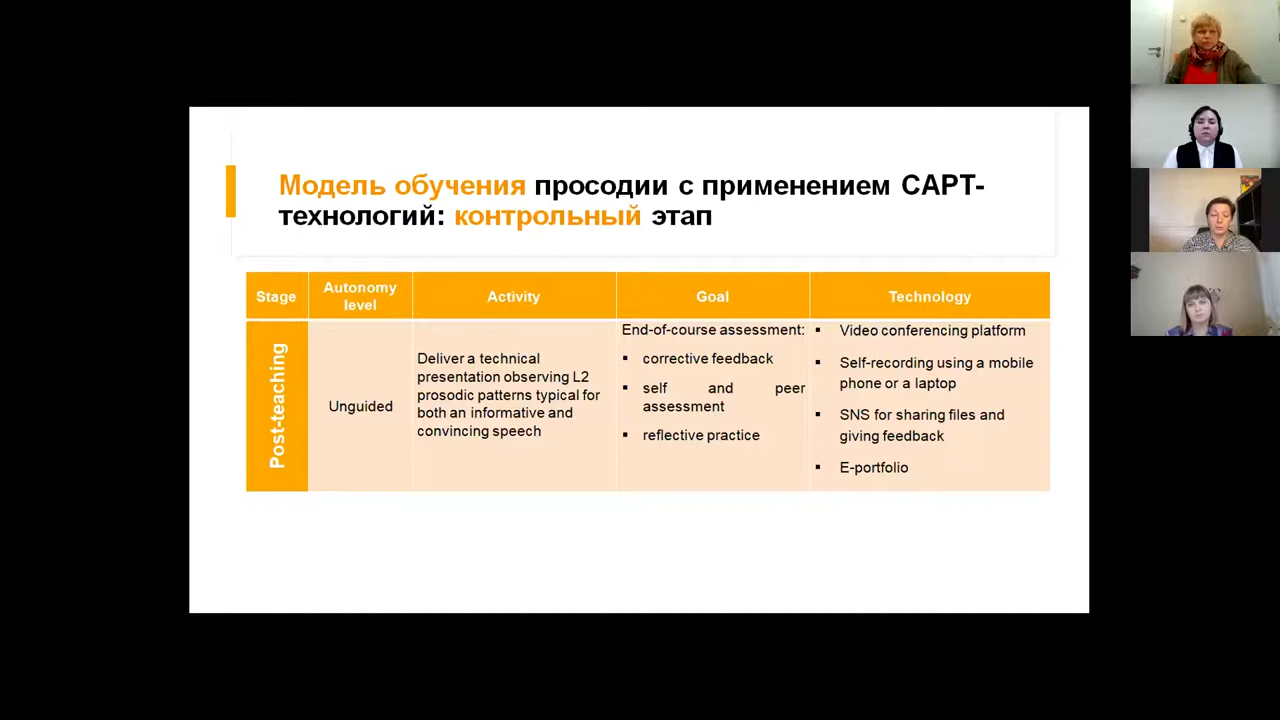 Модель обучения просодии с применением CAPT-
технологий: контрольный этап
Stage
Autonomy
level
Activity
Goal
Technology
Post-teaching
Unguided
Deliver a technical
presentation observing L2
prosodic patterns typical for
both an informative and
convincing speech
End-of-course assessment:
▪ corrective feedback
▪ self and peer
assessment
▪ reflective practice
▪ Video conferencing platform
▪ Self-recording using a mobile
phone or a laptop
▪ SNS for sharing files and
giving feedback
▪ E-portfolio